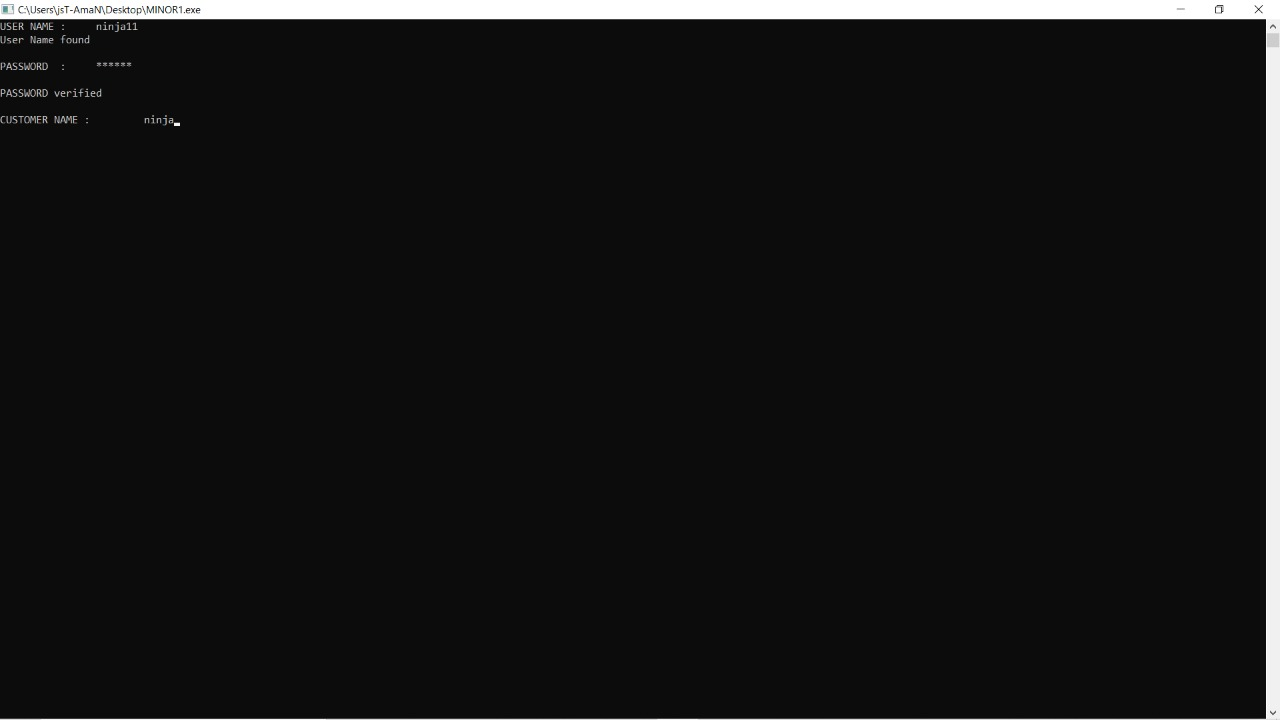 C:\Users\jsT-AmaN\Desktop\MINOR1.exe
USER NAME :     ninja11
User Name found
PASSWORD  :     ******
PASSWORD verified
CUSTOMER NAME :         ninja